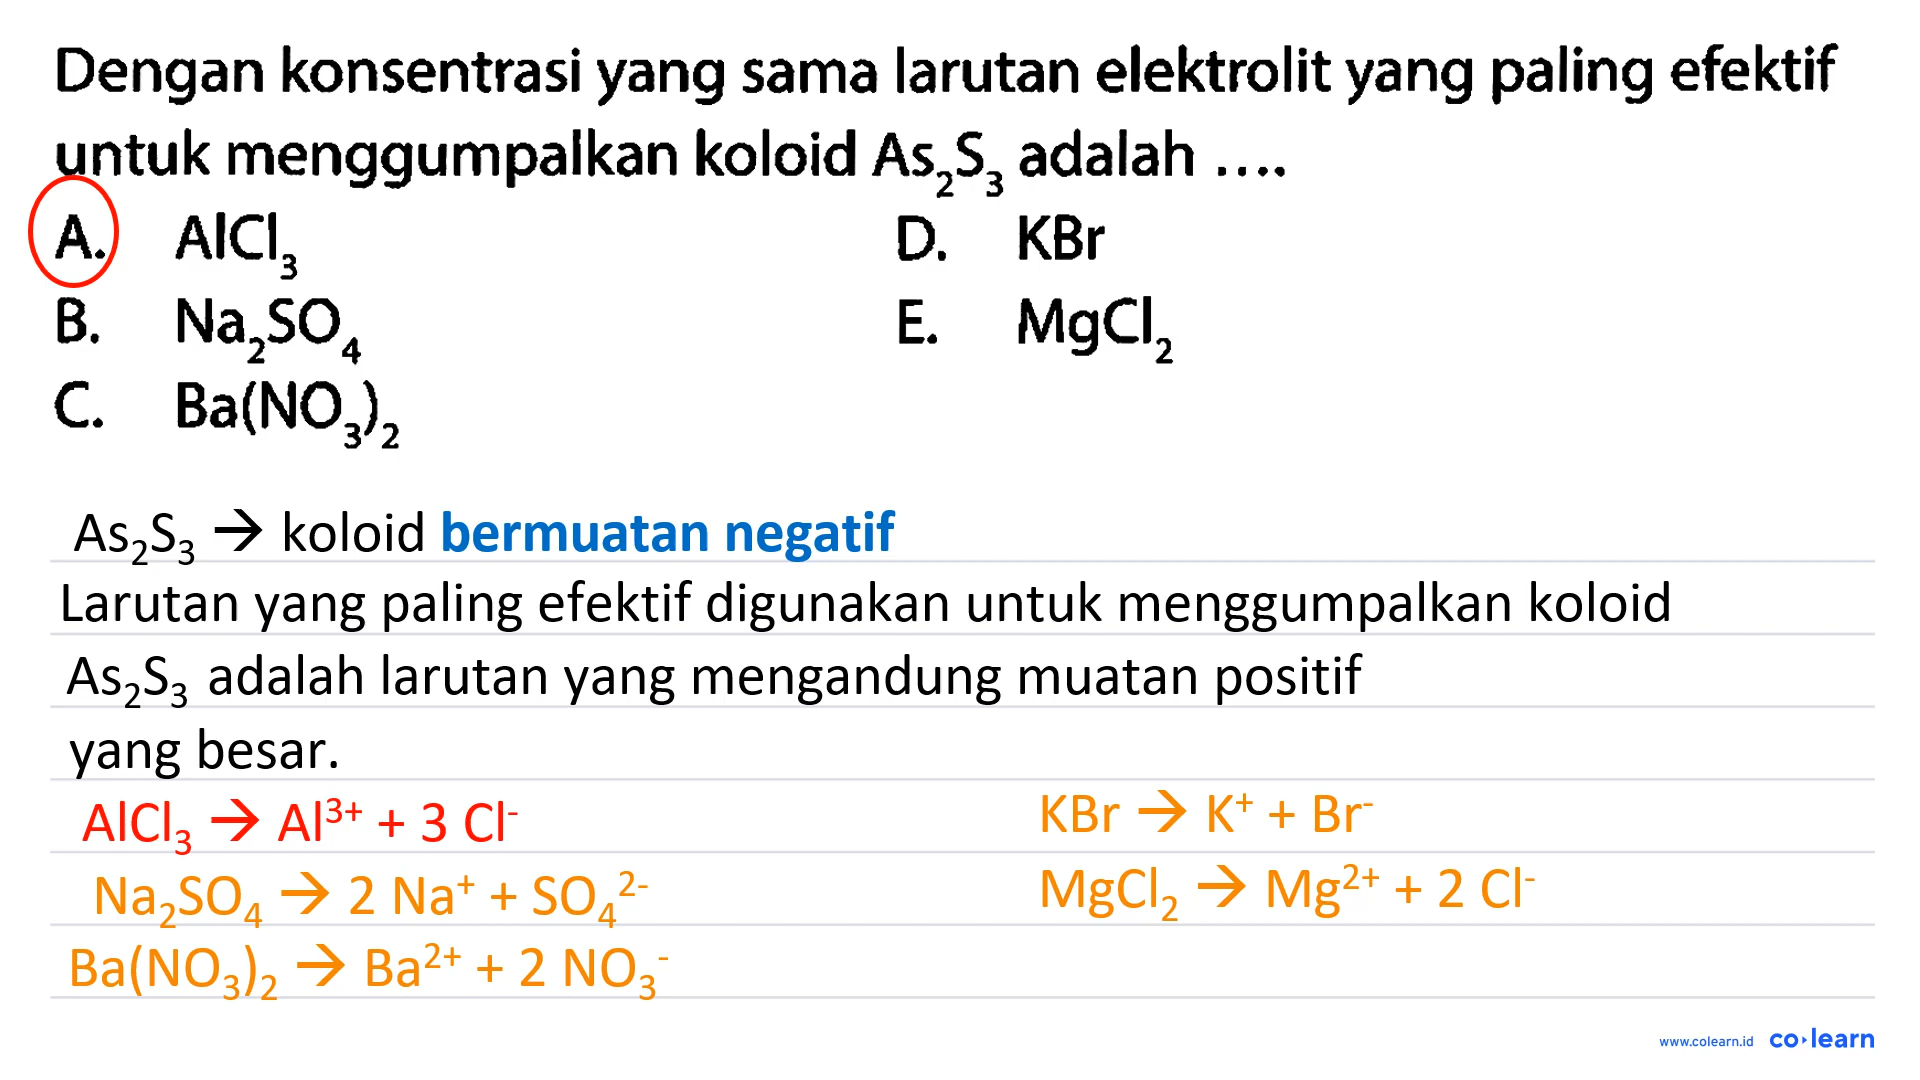 Dengan konsentrasi yang sama larutan elektrolit yang paling efektif
untuk menggumpalkan koloid As₂S₃ adalah ....
A. AlCl₃ D. KBr
B. Na₂SO₄ E. MgCl₂
C. Ba(NO₃)₂
As₂S₃ → koloid bermuatan negatif
Larutan yang paling efektif digunakan untuk menggumpalkan koloid
As₂S₃ adalah larutan yang mengandung muatan positif
yang besar.
AlCl₃ → Al³⁺ + 3 Cl⁻ KBr → K⁺ + Br⁻
Na₂SO₄ → 2 Na⁺ + SO₄²⁻ MgCl₂ → Mg²⁺ + 2 Cl⁻
Ba(NO₃)₂ → Ba²⁺ + 2 NO₃⁻
www.colearn.id co·learn